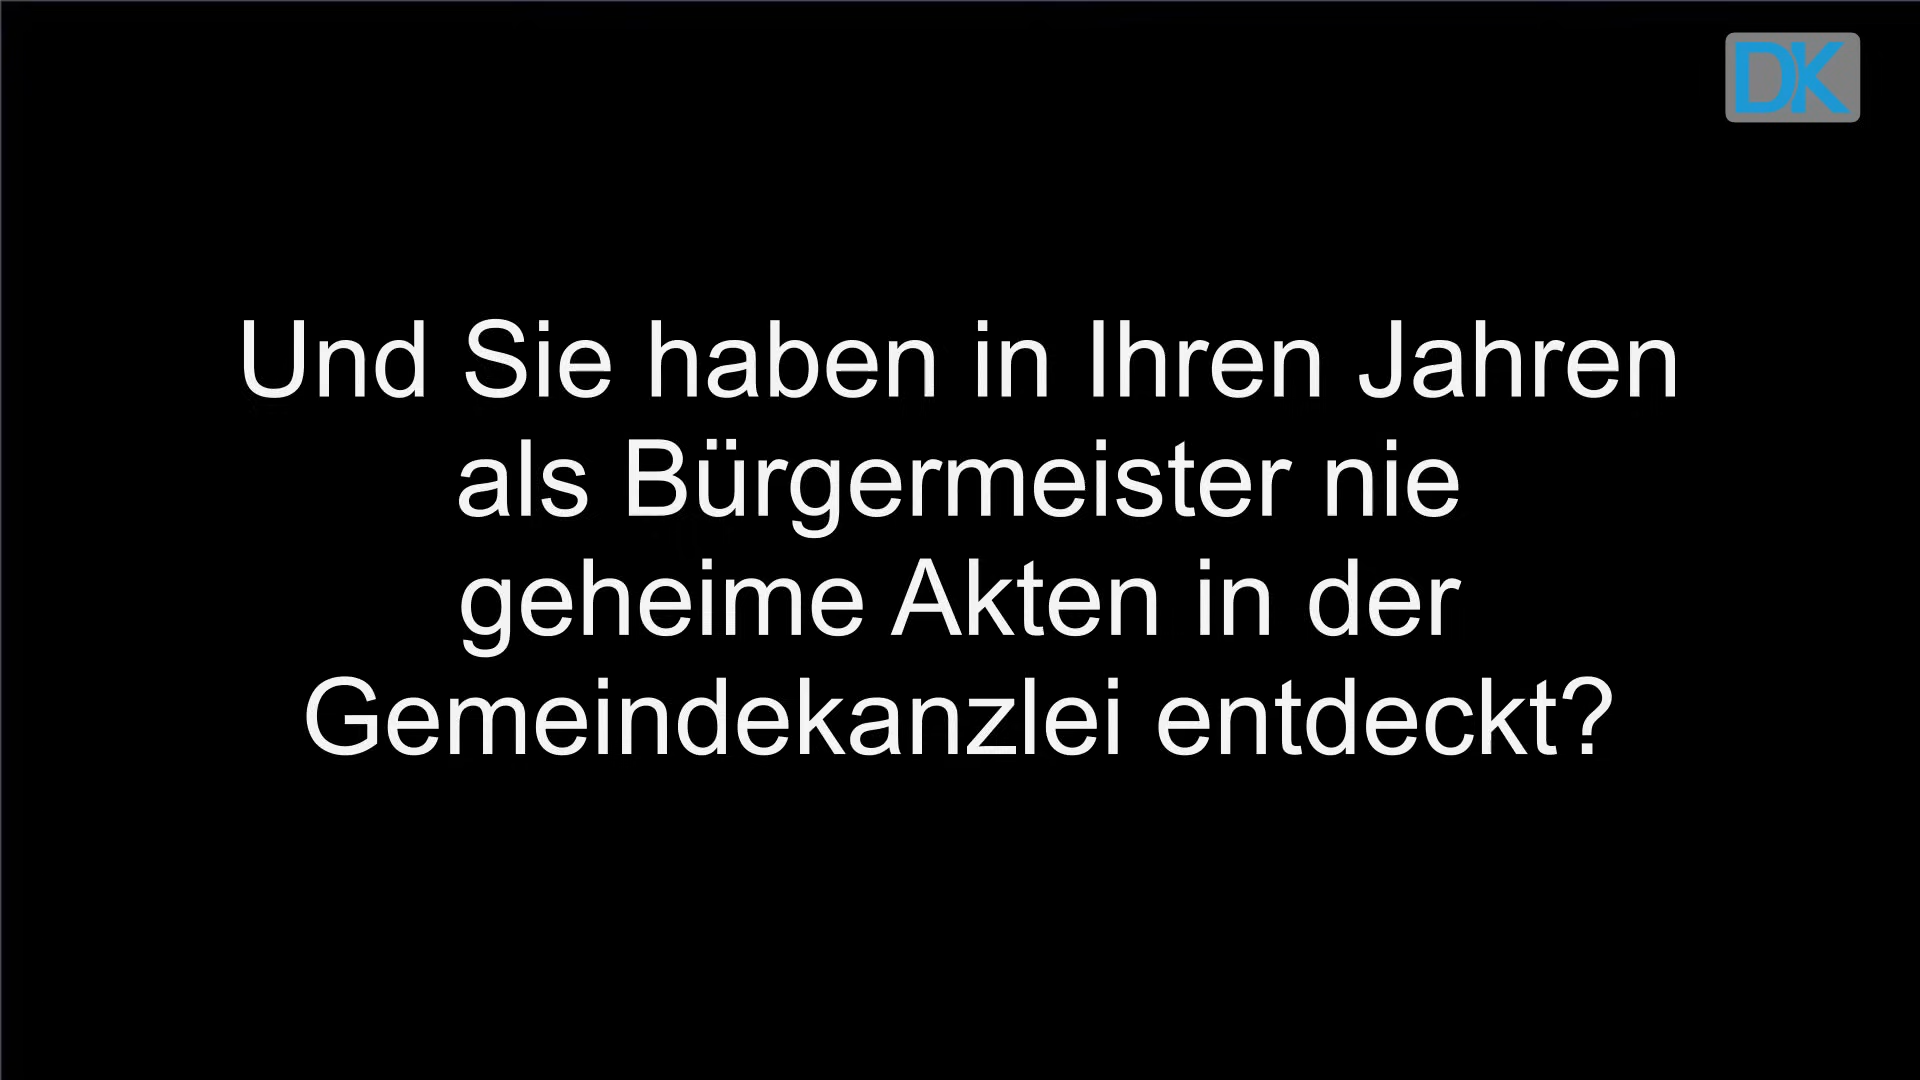 DK
Und Sie haben in Ihren Jahren
als Bürgermeister nie
geheime Akten in der
Gemeindekanzlei entdeckt?